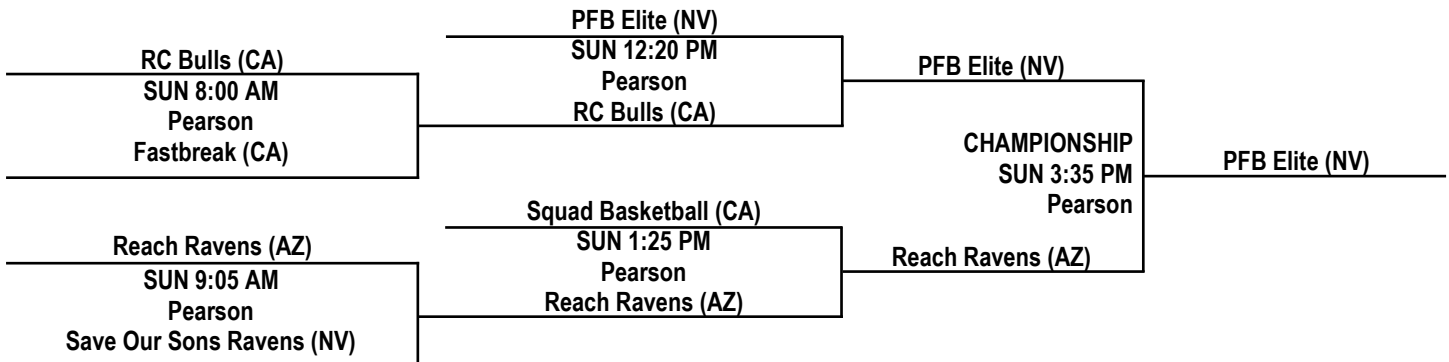 PFB Elite (NV)
RC Bulls (CA)
SUN 12:20 PM
PFB Elite (NV)
SUN 8:00 AM
Pearson
Pearson
RC Bulls (CA)
Fastbreak (CA)
CHAMPIONSHIP
PFB Elite (NV)
SUN 3:35 PM
Pearson
Squad Basketball (CA)
Reach Ravens (AZ)
SUN 1:25 PM
Reach Ravens (AZ)
SUN 9:05 AM
Pearson
Pearson
Reach Ravens (AZ)
Save Our Sons Ravens (NV)